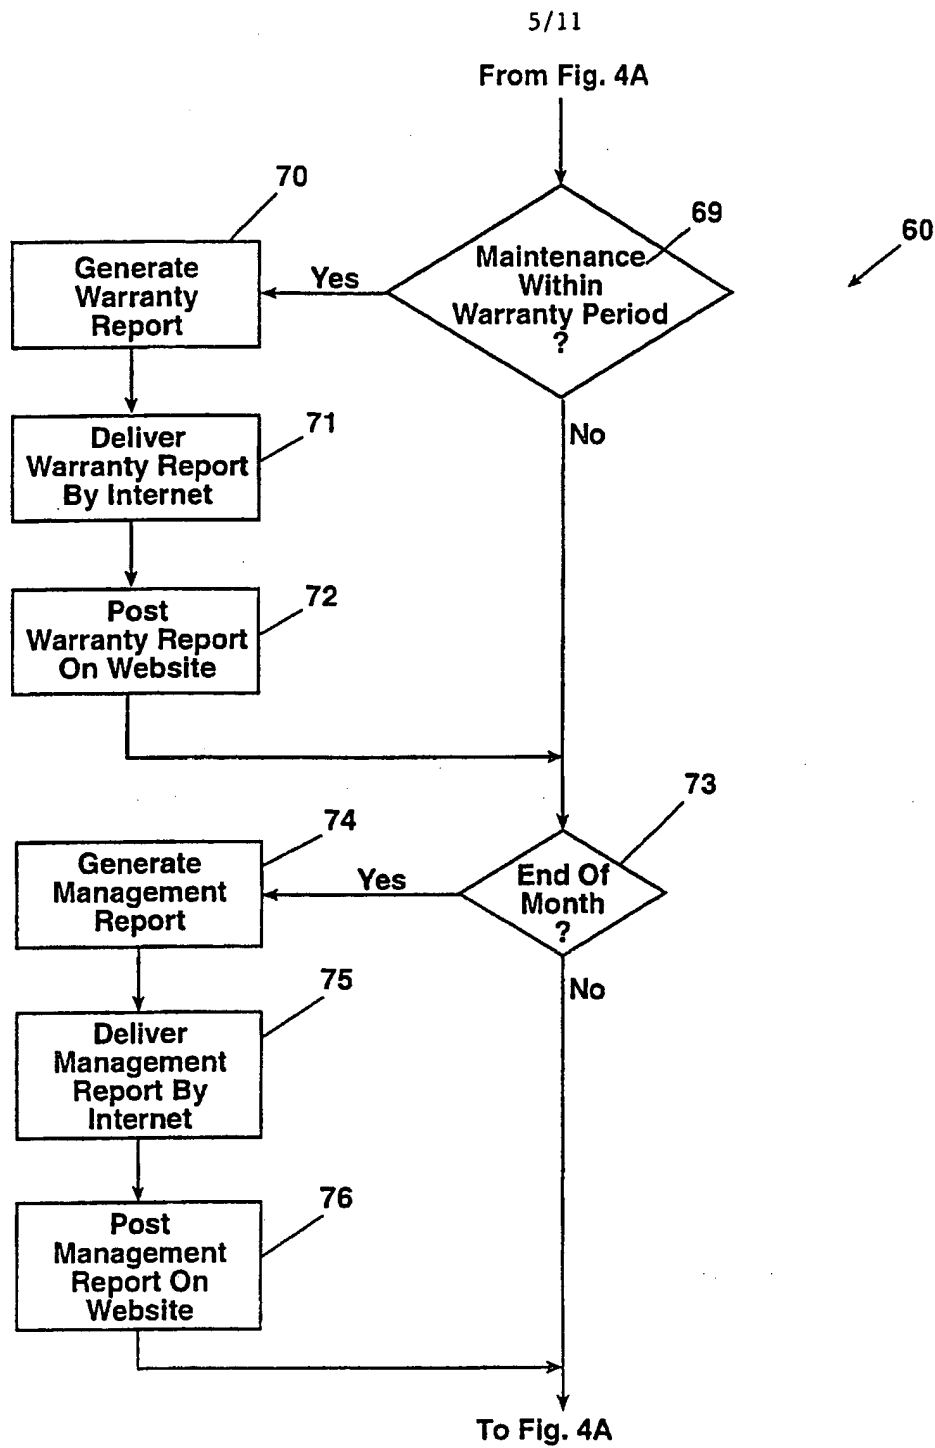 5/11
From Fig. 4A
70
69
60
Maintenance
Within
Warranty Period
?
Yes
Generate
Warranty
Report
No
71
Deliver
Warranty Report
By Internet
72
Post
Warranty Report
On Website
73
74
End Of
Month
?
Yes
Generate
Management
Report
No
75
Deliver
Management
Report By
Internet
76
Post
Management
Report On
Website
To Fig. 4A